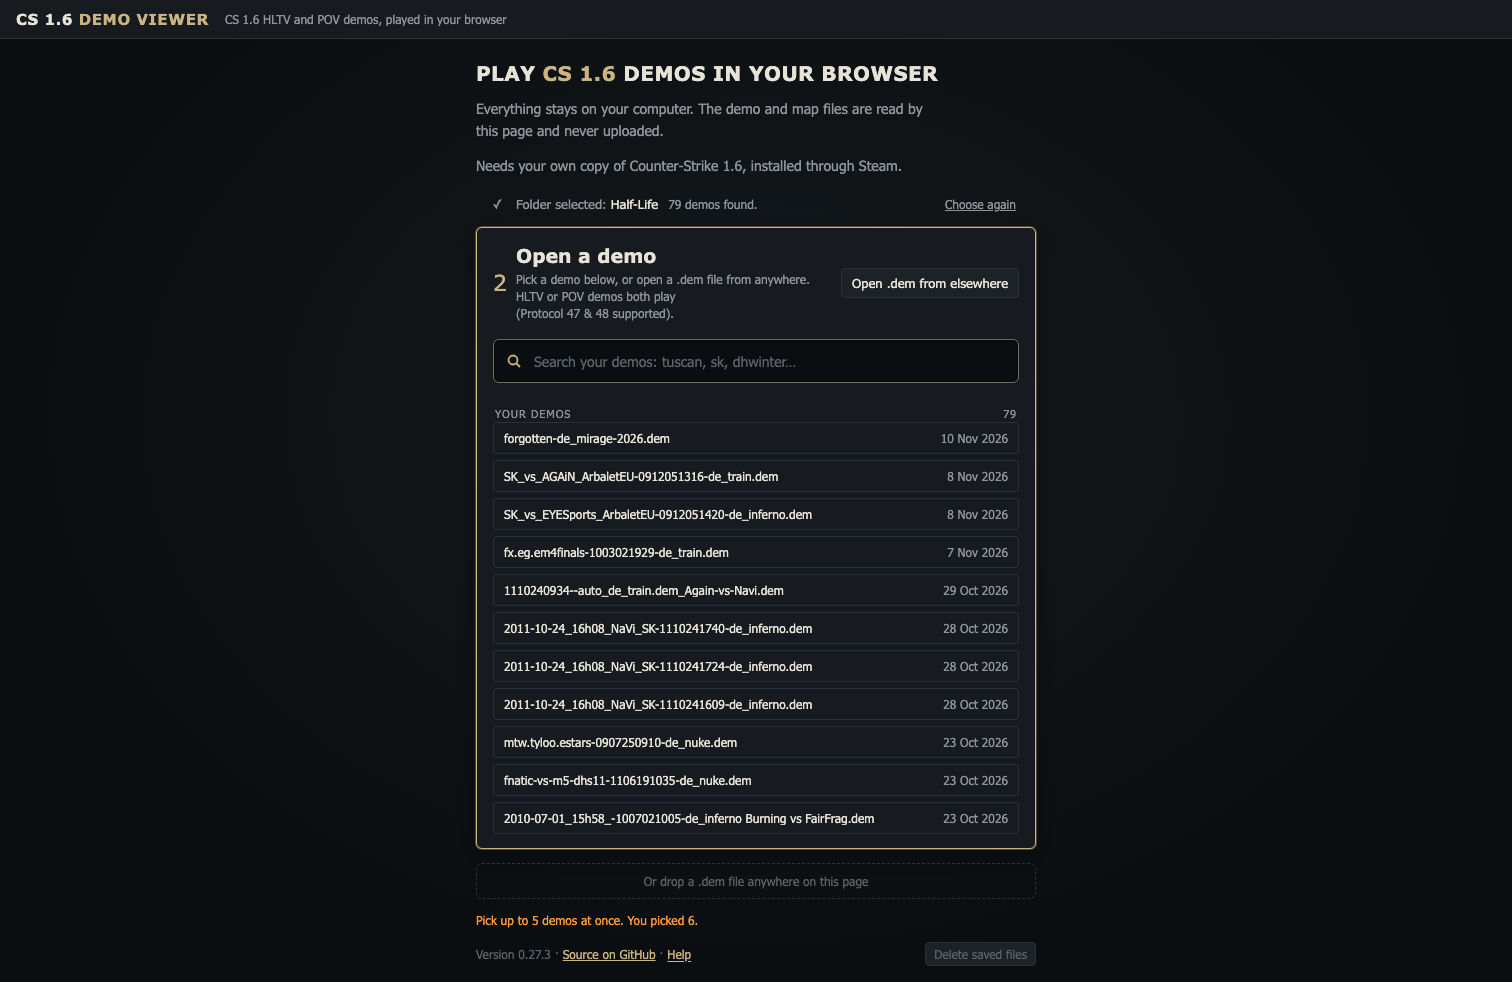 CS 1.6 DEMO VIEWER CS 1.6 HLTV and POV demos, played in your browser
PLAY CS 1.6 DEMOS IN YOUR BROWSER
Everything stays on your computer. The demo and map files are read by
this page and never uploaded.
Needs your own copy of Counter-Strike 1.6, installed through Steam.
✓ Folder selected: Half-Life 79 demos found. Choose again
Open a demo
2 Pick a demo below, or open a .dem file from anywhere.
HLTV or POV demos both play
(Protocol 47 & 48 supported).
Open .dem from elsewhere
Search your demos: tuscan, sk, dhwinter...
YOUR DEMOS 79
forgotten-de_mirage-2026.dem 10 Nov 2026
SK_vs_AGAiN_ArbaletEU-0912051316-de_train.dem 8 Nov 2026
SK_vs_EYESports_ArbaletEU-0912051420-de_inferno.dem 8 Nov 2026
fx.eg.em4finals-1003021929-de_train.dem 7 Nov 2026
1110240934--auto_de_train.dem_Again-vs-Navi.dem 29 Oct 2026
2011-10-24_16h08_NaVi_SK-1110241740-de_inferno.dem 28 Oct 2026
2011-10-24_16h08_NaVi_SK-1110241724-de_inferno.dem 28 Oct 2026
2011-10-24_16h08_NaVi_SK-1110241609-de_inferno.dem 28 Oct 2026
mtw.tyloo.estars-0907250910-de_nuke.dem 23 Oct 2026
fnatic-vs-m5-dhs11-1106191035-de_nuke.dem 23 Oct 2026
2010-07-01_15h58_-1007021005-de_inferno Burning vs FairFrag.dem 23 Oct 2026
Or drop a .dem file anywhere on this page
Pick up to 5 demos at once. You picked 6.
Version 0.27.3 · Source on GitHub · Help Delete saved files